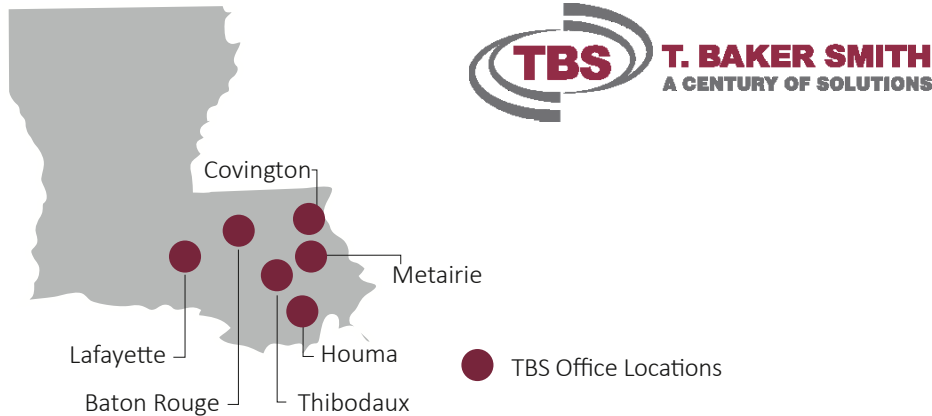 TBS
T. BAKER SMITH
A CENTURY OF SOLUTIONS
Covington
Metairie
Lafayette
Houma
TBS Office Locations
Baton Rouge
Thibodaux